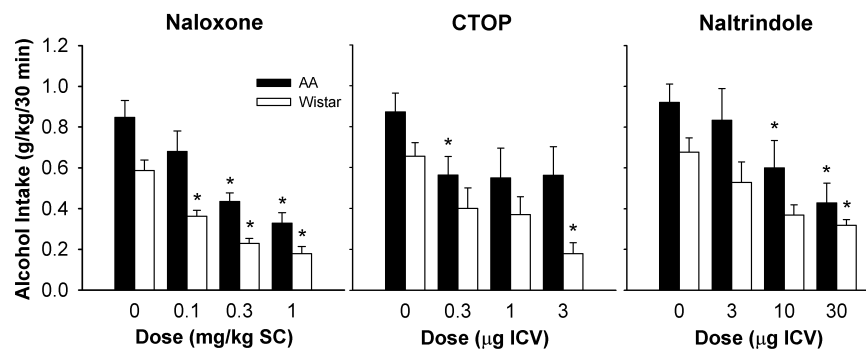 Naloxone
CTOP
Naltrindole
Alcohol Intake (g/kg/30 min)
1.2
1.0
0.8
0.6
0.4
0.2
0.0
AA
Wistar
* * * * *
* *
* * *
0 0.1 0.3 1
0 0.3 1 3
0 3 10 30
Dose (mg/kg SC)
Dose (μg ICV)
Dose (μg ICV)